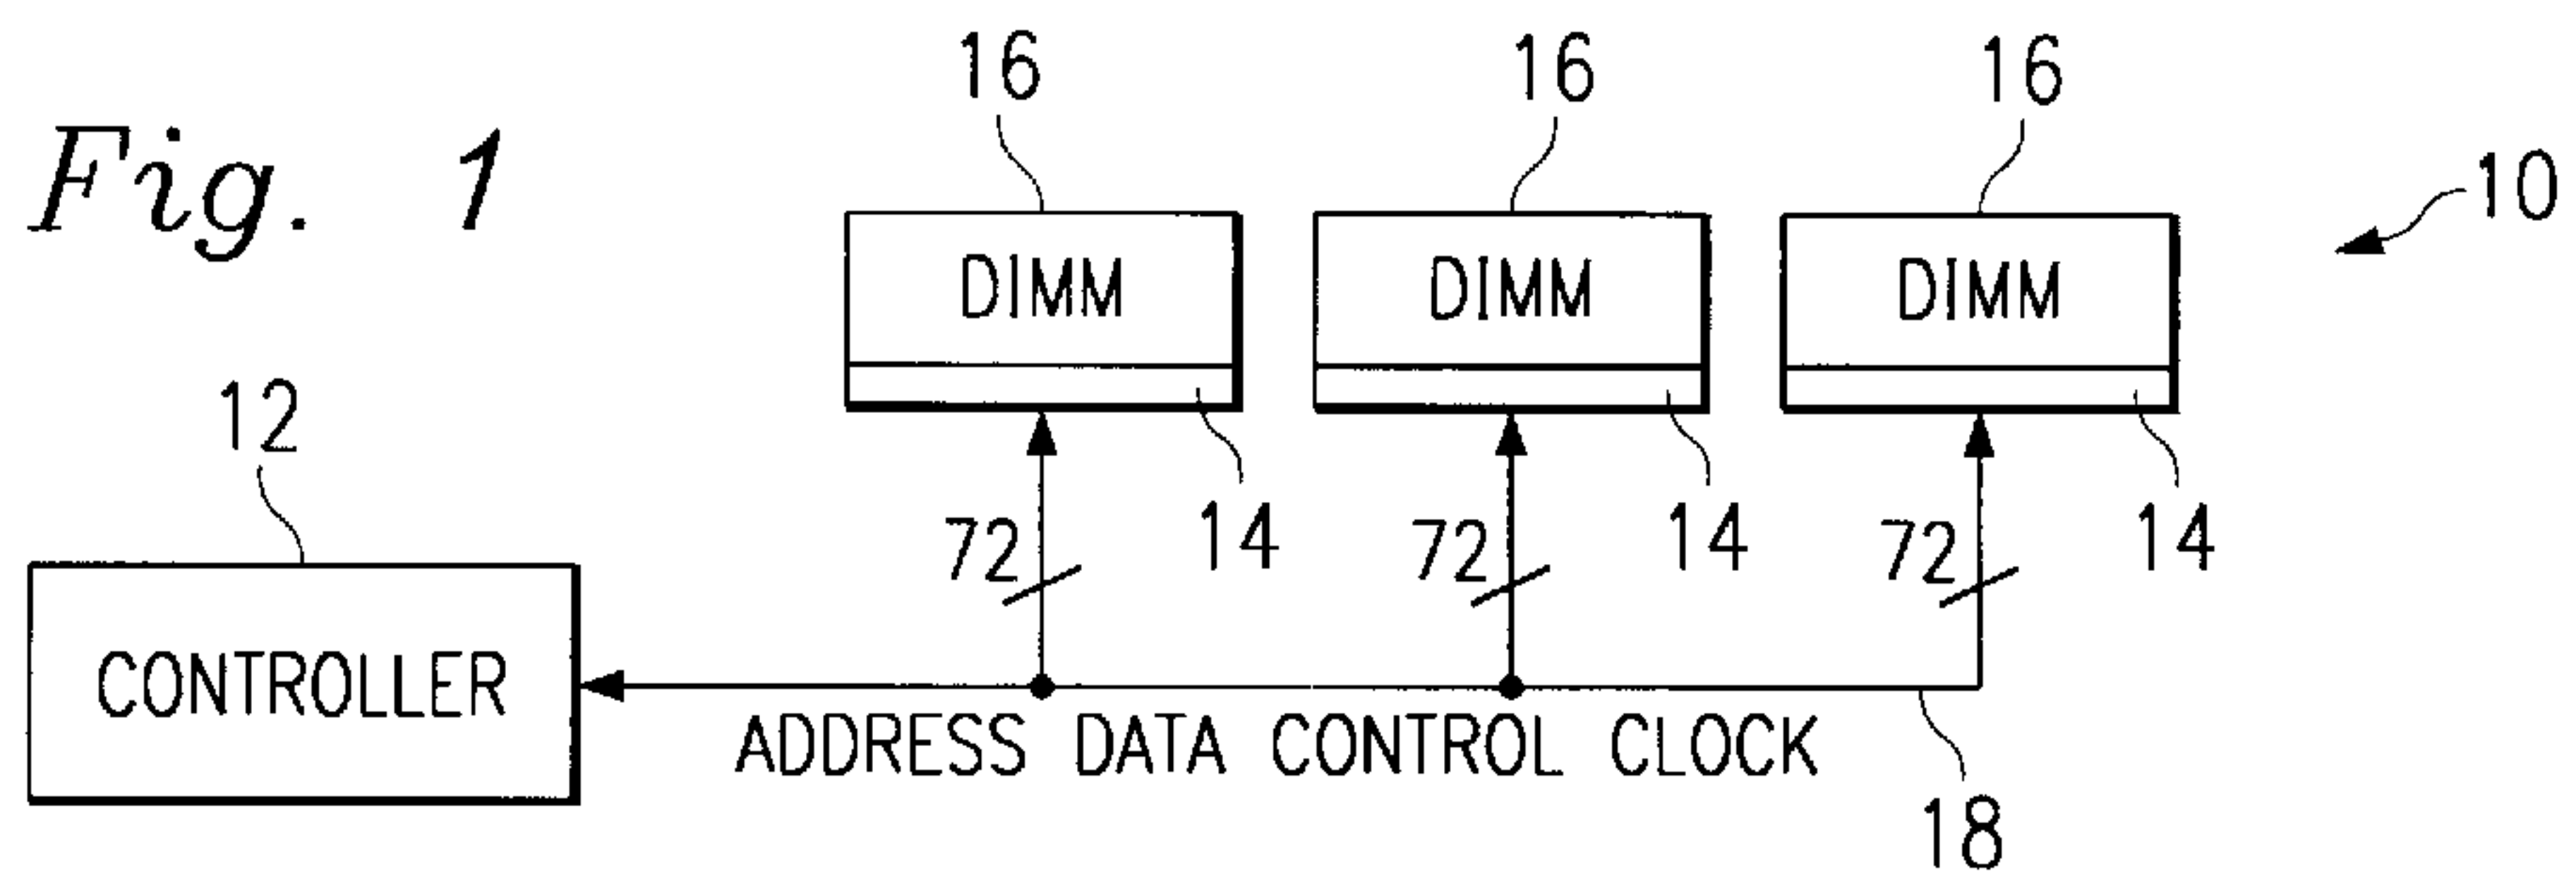 16 16 16
Fig. 1
10
DIMM DIMM DIMM
12
14 14 14
72 72 72
CONTROLLER
ADDRESS DATA CONTROL CLOCK
18